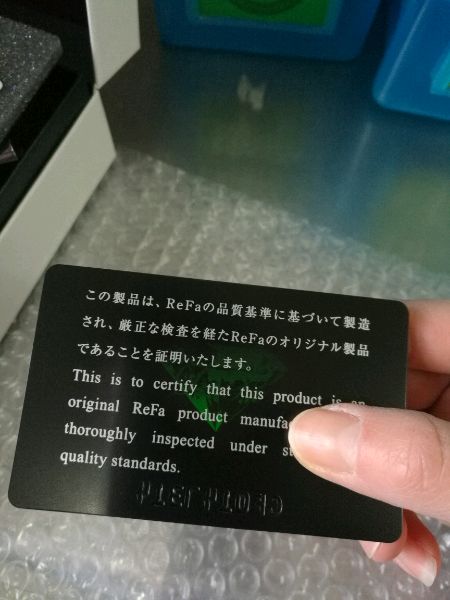 この製品は、ReFaの品質基準に基づいて製造
され、厳正な検査を経たReFaのオリジナル製品
であることを証明いたします。
This is to certify that this product is an
original ReFa product
thoroughly inspected under
quality standards.